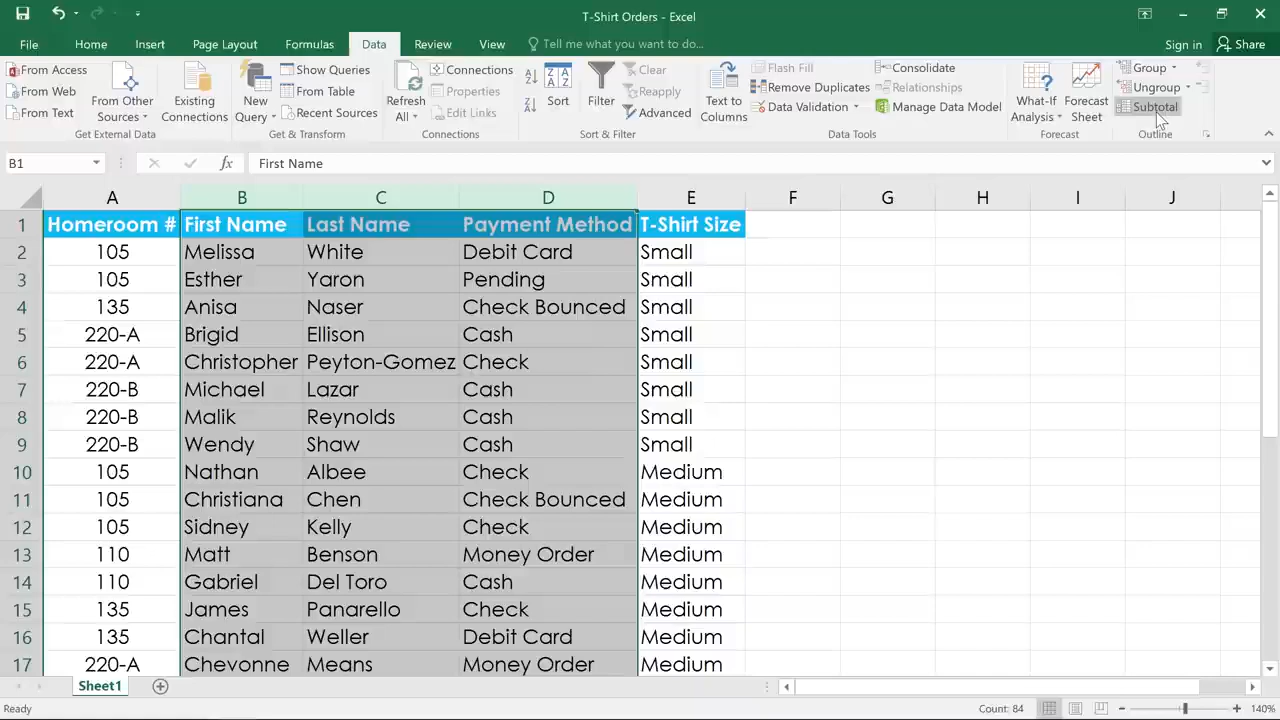 T-Shirt Orders - Excel
File Home Insert Page Layout Formulas Data Review View Tell me what you want to do... Sign in Share
From Access
From Web
From Text
From Other Sources
Existing Connections
Get External Data
New Query
Show Queries
From Table
Recent Sources
Get & Transform
Refresh All
Connections
Properties
Edit Links
Connections
Sort
Filter
Clear
Reapply
Advanced
Sort & Filter
Text to Columns
Flash Fill
Remove Duplicates
Data Validation
Consolidate
Relationships
Manage Data Model
Data Tools
What-If Analysis
Forecast Sheet
Forecast
Group
Ungroup
Subtotal
Outline
B1 fx First Name
A B C D E F G H I J
1 Homeroom # First Name Last Name Payment Method T-Shirt Size
2 105 Melissa White Debit Card Small
3 105 Esther Yaron Pending Small
4 135 Anisa Naser Check Bounced Small
5 220-A Brigid Ellison Cash Small
6 220-A Christopher Peyton-Gomez Check Small
7 220-B Michael Lazar Cash Small
8 220-B Malik Reynolds Cash Small
9 220-B Wendy Shaw Cash Small
10 105 Nathan Albee Check Medium
11 105 Christiana Chen Check Bounced Medium
12 105 Sidney Kelly Check Medium
13 110 Matt Benson Money Order Medium
14 110 Gabriel Del Toro Cash Medium
15 135 James Panarello Check Medium
16 135 Chantal Weller Debit Card Medium
17 220-A Chevonne Means Money Order Medium
Sheet1
Ready Count: 84 140%